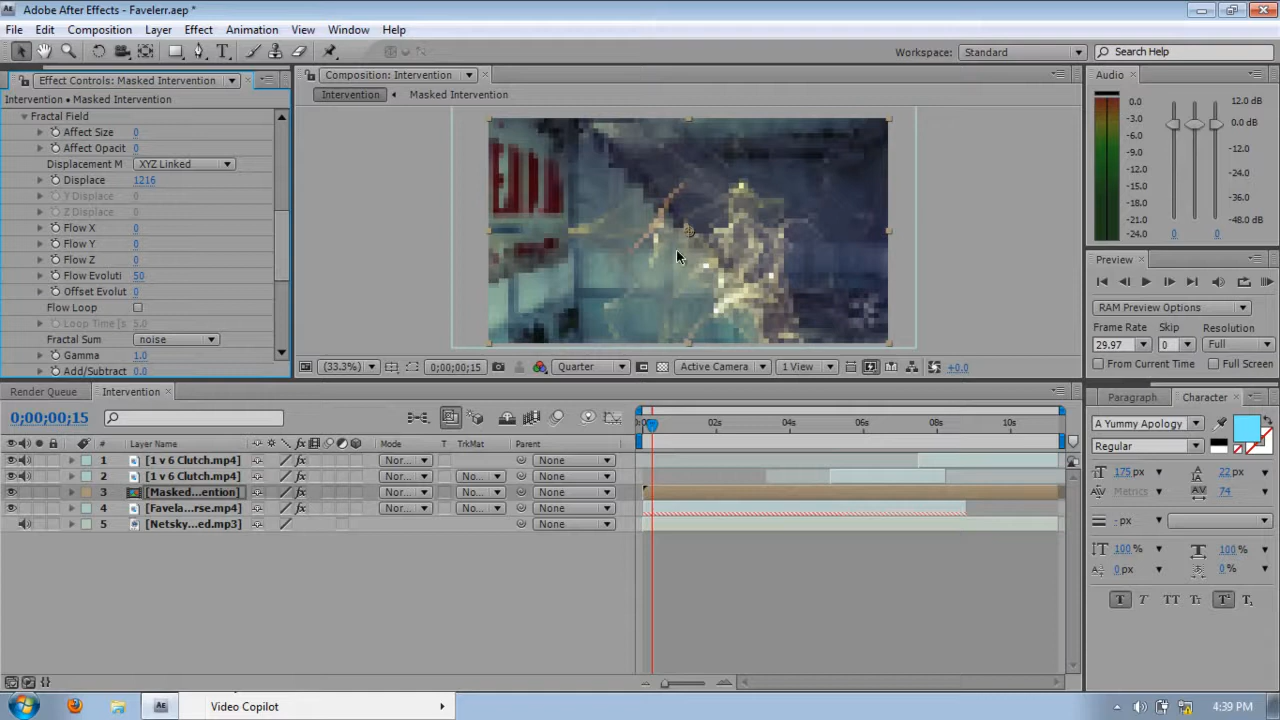 Adobe After Effects - Favelerr.aep *
File Edit Composition Layer Effect Animation View Window Help
Workspace: Standard Search Help
Effect Controls: Masked Intervention
Intervention • Masked Intervention
Fractal Field
Affect Size 0
Affect Opacit 0
Displacement M XYZ Linked
Displace 1216
Y Displace 0
Z Displace 0
Flow X 0
Flow Y 0
Flow Z 0
Flow Evoluti 50
Offset Evolut 0
Flow Loop
Loop Time [s 5.0
Fractal Sum noise
Gamma 1.0
Add/Subtract 0.0
Composition: Intervention
Intervention Masked Intervention
(33.3%) 0;00;00;15 Quarter Active Camera 1 View +0.0
Audio
0.0 12.0 dB
-3.0 0.0 dB
-6.0
-9.0 -12.0
-12.0
-15.0 -24.0
-18.0 -36.0
-21.0
-24.0 -48.0 dB
0 0
Preview
RAM Preview Options
Frame Rate Skip Resolution
29.97 0 Full
From Current Time Full Screen
Render Queue Intervention
0;00;00;15
# Layer Name Mode T TrkMat Parent
02s 04s 06s 08s 10s
1 [1 v 6 Clutch.mp4] Nor... None
2 [1 v 6 Clutch.mp4] Nor... No... None
3 [Masked...ention] Nor... No... None
4 [Favela...rse.mp4] Nor... No... None
5 [Netsky...ed.mp3] None
Paragraph Character
A Yummy Apology
Regular
175 px 22 px
Metrics 74
- px
100 % 100 %
0 px 0 %
T T TT Tr T¹ T₁
Video Copilot
4:39 PM